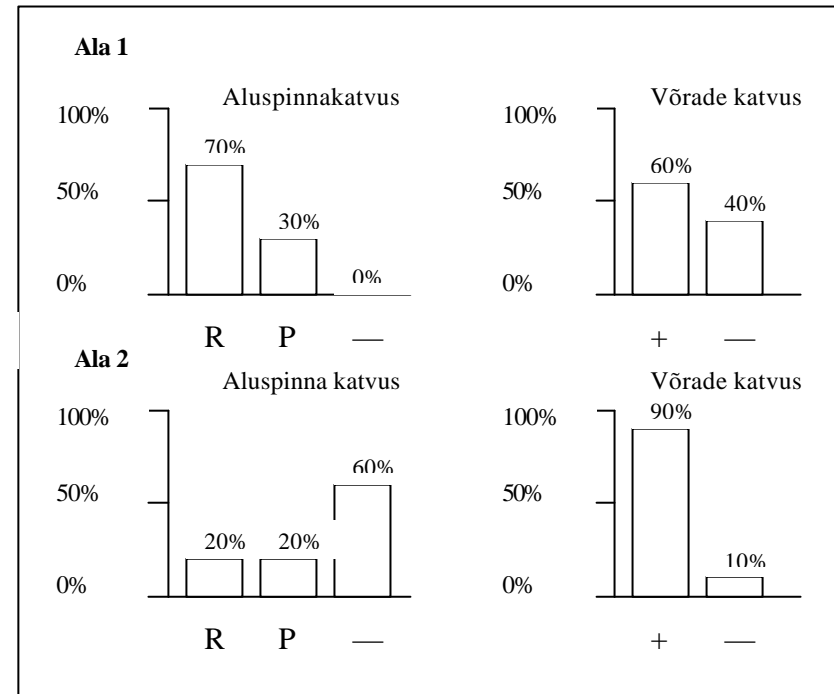 Ala 1
Aluspinnakatvus
100%
70%
50%
30%
0%
0%
R P —
Võrade katvus
100%
60%
50%
40%
0%
+ —
Ala 2
Aluspinna katvus
100%
60%
50%
20% 20%
0%
R P —
Võrade katvus
100%
90%
50%
10%
0%
+ —